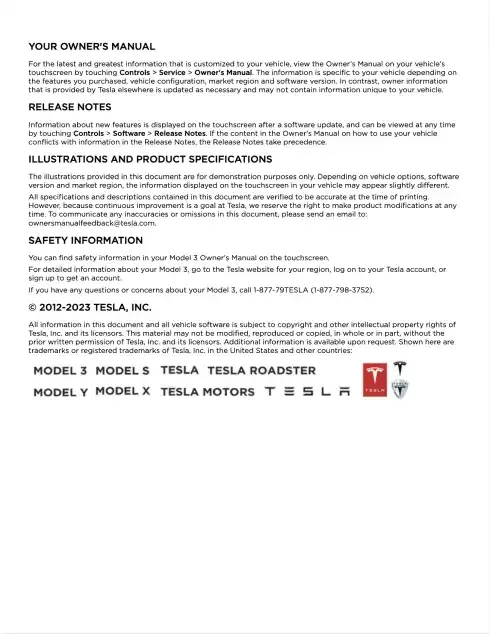 YOUR OWNER'S MANUAL
For the latest and greatest information that is customized to your vehicle, view the Owner's Manual on your vehicle's
touchscreen by touching Controls > Service > Owner's Manual. The information is specific to your vehicle depending on
the features you purchased, vehicle configuration, market region and software version. In contrast, owner information
that is provided by Tesla elsewhere is updated as necessary and may not contain information unique to your vehicle.
RELEASE NOTES
Information about new features is displayed on the touchscreen after a software update, and can be viewed at any time
by touching Controls > Software > Release Notes. If the content in the Owner's Manual on how to use your vehicle
conflicts with information in the Release Notes, the Release Notes take precedence.
ILLUSTRATIONS AND PRODUCT SPECIFICATIONS
The illustrations provided in this document are for demonstration purposes only. Depending on vehicle options, software
version and market region, the information displayed on the touchscreen in your vehicle may appear slightly different.
All specifications and descriptions contained in this document are verified to be accurate at the time of printing.
However, because continuous improvement is a goal at Tesla, we reserve the right to make product modifications at any
time. To communicate any inaccuracies or omissions in this document, please send an email to:
ownersmanualfeedback@tesla.com.
SAFETY INFORMATION
You can find safety information in your Model 3 Owner's Manual on the touchscreen.
For detailed information about your Model 3, go to the Tesla website for your region, log on to your Tesla account, or
sign up to get an account.
If you have any questions or concerns about your Model 3, call 1-877-79TESLA (1-877-798-3752).
© 2012-2023 TESLA, INC.
All information in this document and all vehicle software is subject to copyright and other intellectual property rights of
Tesla, Inc. and its licensors. This material may not be modified, reproduced or copied, in whole or in part, without the
prior written permission of Tesla, Inc. and its licensors. Additional information is available upon request. Shown here are
trademarks or registered trademarks of Tesla, Inc. in the United States and other countries:
MODEL 3 MODEL S TESLA TESLA ROADSTER
MODEL Y MODEL X TESLA MOTORS TESLA
TESLA